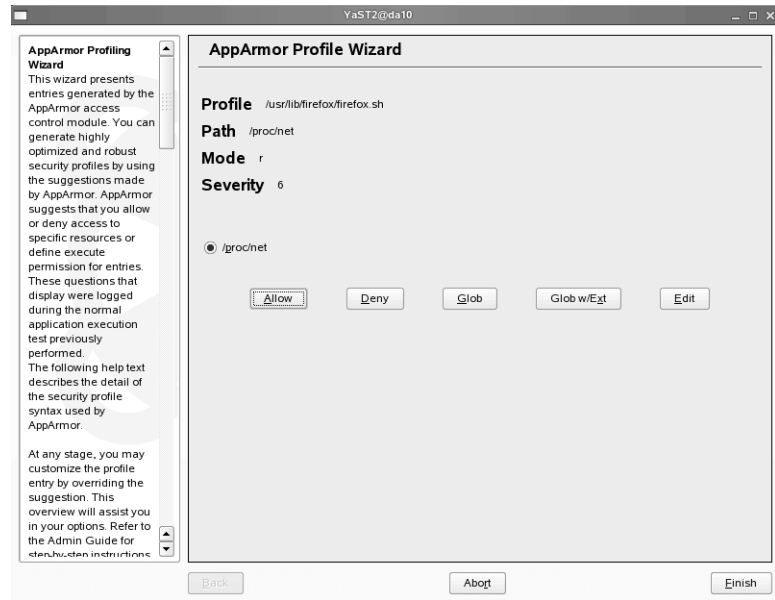 YaST2@da10
AppArmor Profiling
Wizard
This wizard presents
entries generated by the
AppArmor access
control module. You can
generate highly
optimized and robust
security profiles by using
the suggestions made
by AppArmor. AppArmor
suggests that you allow
or deny access to
specific resources or
define execute
permission for entries.
These questions that
display were logged
during the normal
application execution
test previously
performed.
The following help text
describes the detail of
the security profile
syntax used by
AppArmor.
At any stage, you may
customize the profile
entry by overriding the
suggestion. This
overview will assist you
in your options. Refer to
the Admin Guide for
step-by-step instructions
AppArmor Profile Wizard
Profile /usr/lib/firefox/firefox.sh
Path /proc/net
Mode r
Severity 6
/proc/net
Allow Deny Glob Glob w/Ext Edit
Back Abort Finish